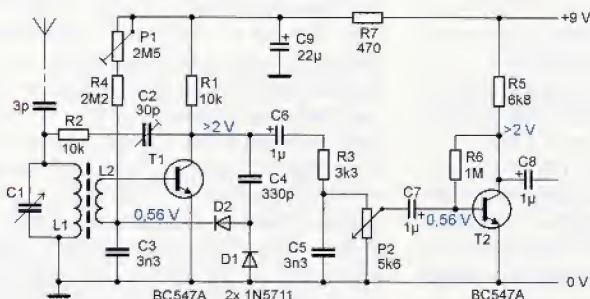 P1
2M5
R4
2M2
C2
30p
R1
10k
+
C9
22µ
R7
470
+9 V
R5
6k8
3p
R2
10k
>2 V
C6
+
1µ
>2 V
T1
R3
3k3
R6
1M
C8
+
1µ
C1
L1
L2
C4
330p
C7
1µ
+
0,56 V
T2
0,56 V
D2
C3
3n3
D1
C5
3n3
P2
5k6
0 V
BC547A
2x 1N5711
BC547A